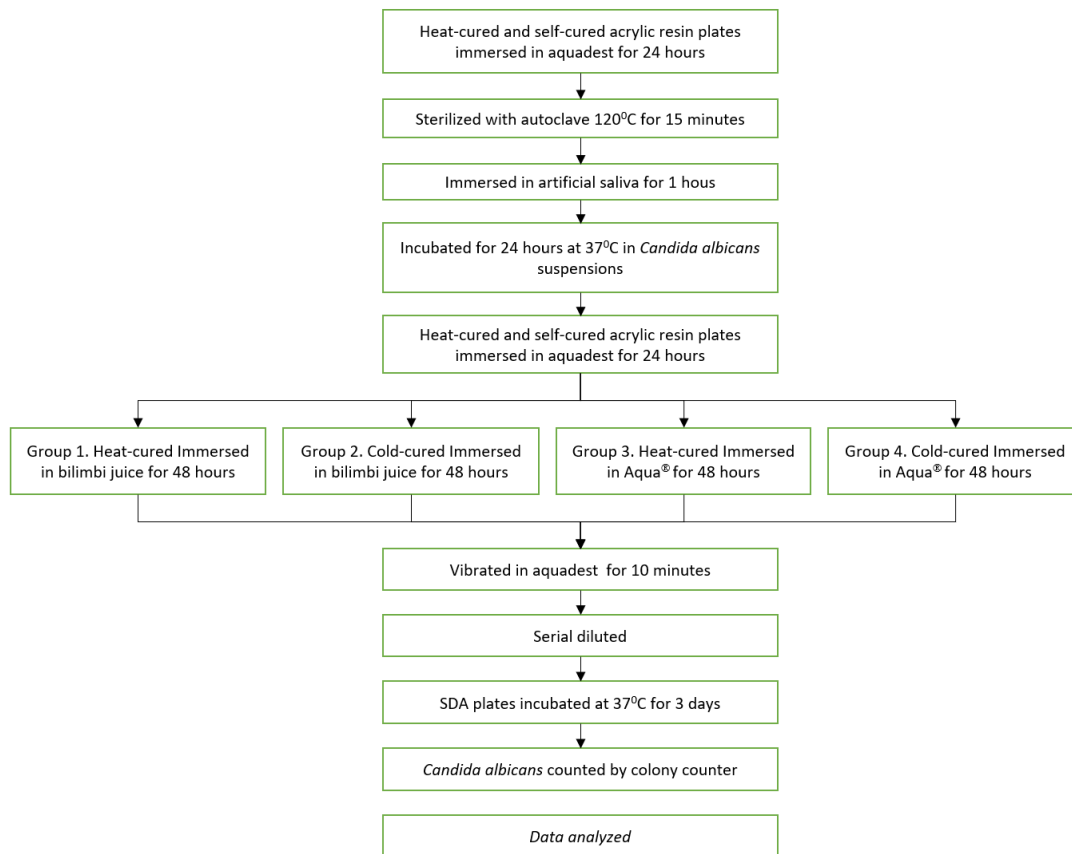 Heat-cured and self-cured acrylic resin plates
immersed in aquadest for 24 hours
Sterilized with autoclave 120⁰C for 15 minutes
Immersed in artificial saliva for 1 hous
Incubated for 24 hours at 37⁰C in Candida albicans
suspensions
Heat-cured and self-cured acrylic resin plates
immersed in aquadest for 24 hours
Group 1. Heat-cured Immersed
in bilimbi juice for 48 hours
Group 2. Cold-cured Immersed
in bilimbi juice for 48 hours
Group 3. Heat-cured Immersed
in Aqua® for 48 hours
Group 4. Cold-cured Immersed
in Aqua® for 48 hours
Vibrated in aquadest for 10 minutes
Serial diluted
SDA plates incubated at 37⁰C for 3 days
Candida albicans counted by colony counter
Data analyzed